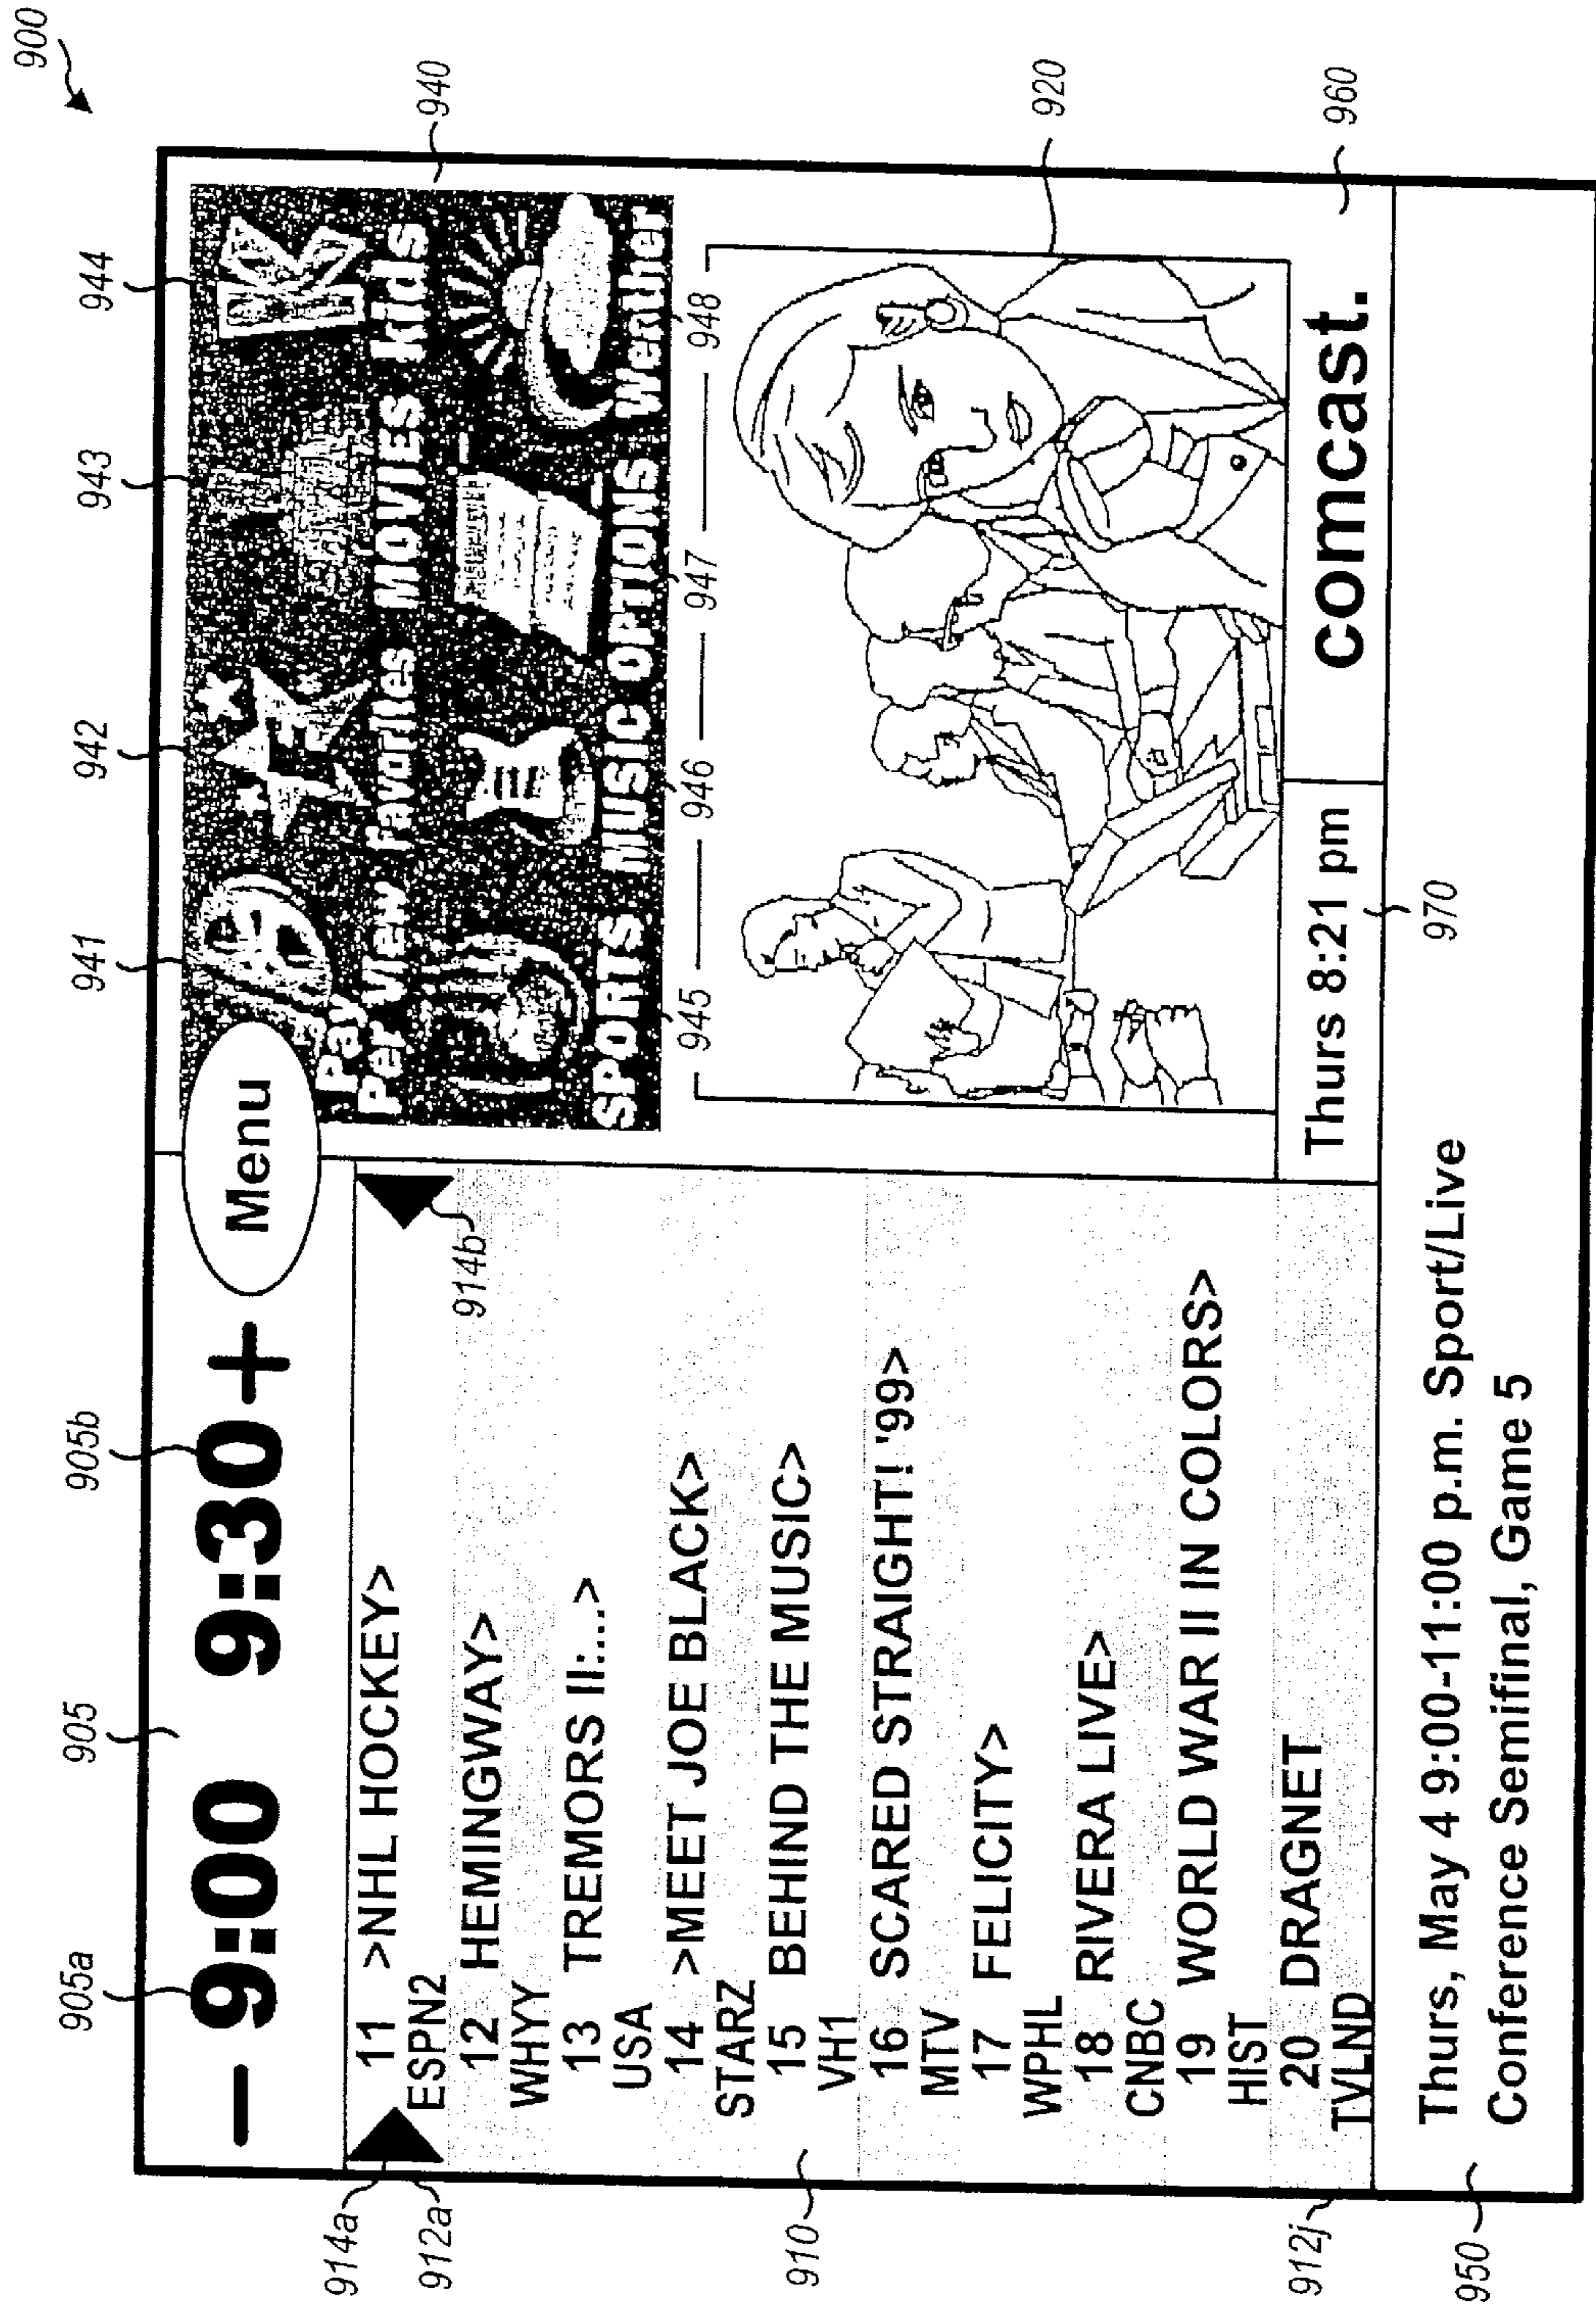 900
905a
905
905b
941
942
943
944
940
– 9:00 9:30 +
Menu
Pay
Per View Favorites MOVIES Kids
SPORTS MUSIC OPTIONS Weather
945
946
947
948
920
914a
914b
912a
11 >NHL HOCKEY>
ESPN2
12 HEMINGWAY>
WHYY
13 TREMORS II:...>
USA
14 >MEET JOE BLACK>
STARZ
15 BEHIND THE MUSIC>
VH1
16 SCARED STRAIGHT! '99>
MTV
17 FELICITY>
WPHL
18 RIVERA LIVE>
CNBC
19 WORLD WAR II IN COLORS>
HIST
20 DRAGNET
TVLND
910
912j
Thurs 8:21 pm
comcast.
960
970
Thurs, May 4 9:00-11:00 p.m. Sport/Live
Conference Semifinal, Game 5
950